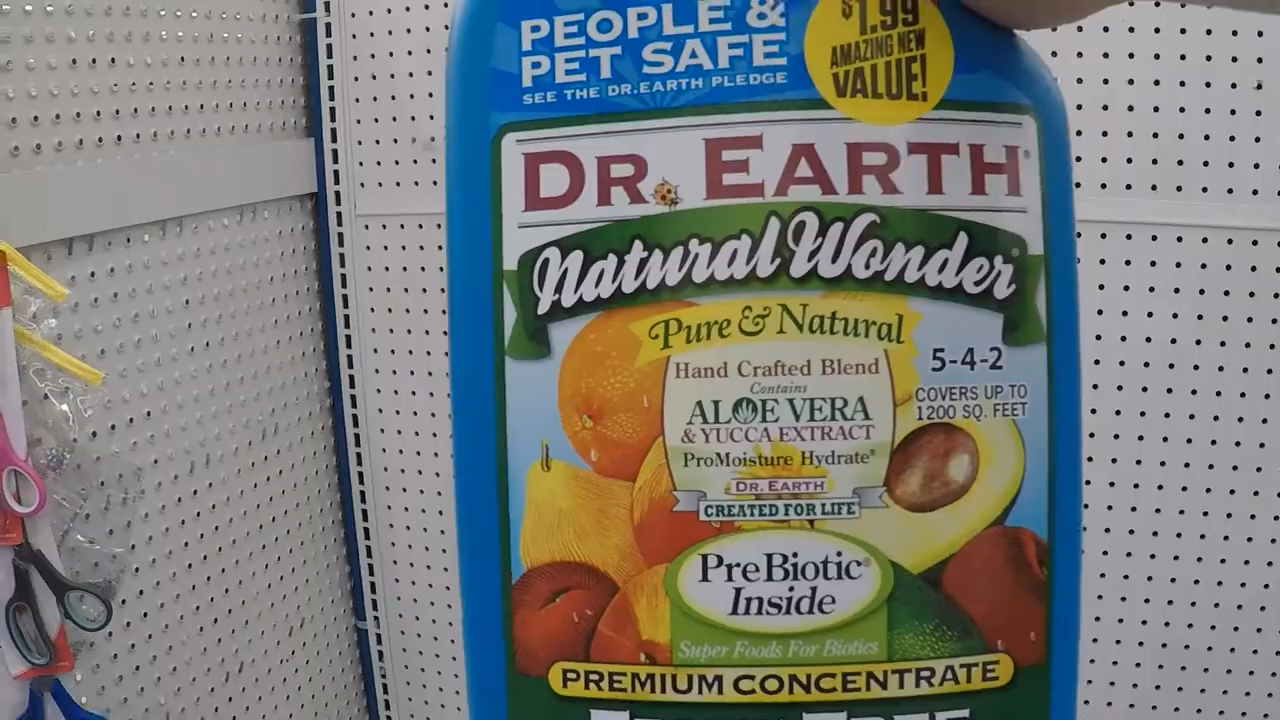 PEOPLE &
PET SAFE
SEE THE DR.EARTH PLEDGE
$1.99
AMAZING NEW
VALUE!
DR. EARTH®
Natural Wonder®
Pure & Natural
Hand Crafted Blend
Contains
ALOE VERA
& YUCCA EXTRACT
ProMoisture Hydrate®
DR. EARTH
CREATED FOR LIFE
5-4-2
COVERS UP TO
1200 SQ. FEET
PreBiotic®
Inside
Super Foods For Biotics
PREMIUM CONCENTRATE